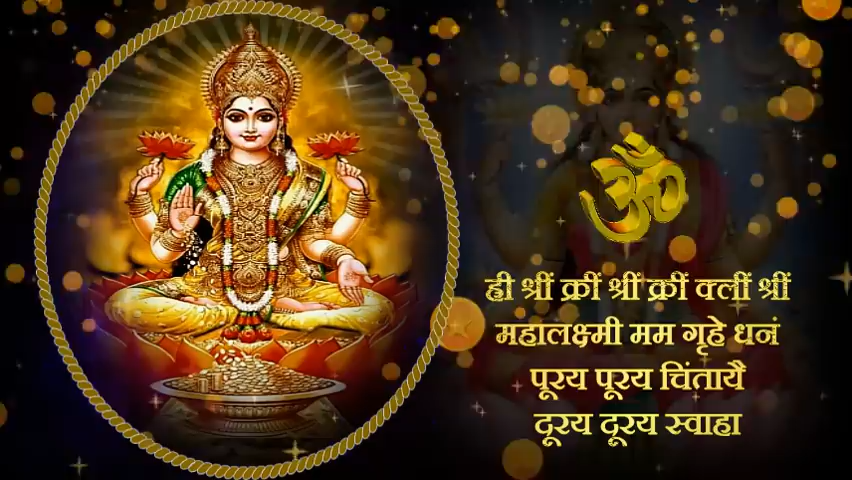 ॐ
ही श्रीं क्रीं श्रीं क्रीं क्लीं श्रीं
महालक्ष्मी मम गृहे धनं
पूरय पूरय चिंतायै
दूरय दूरय स्वाहा